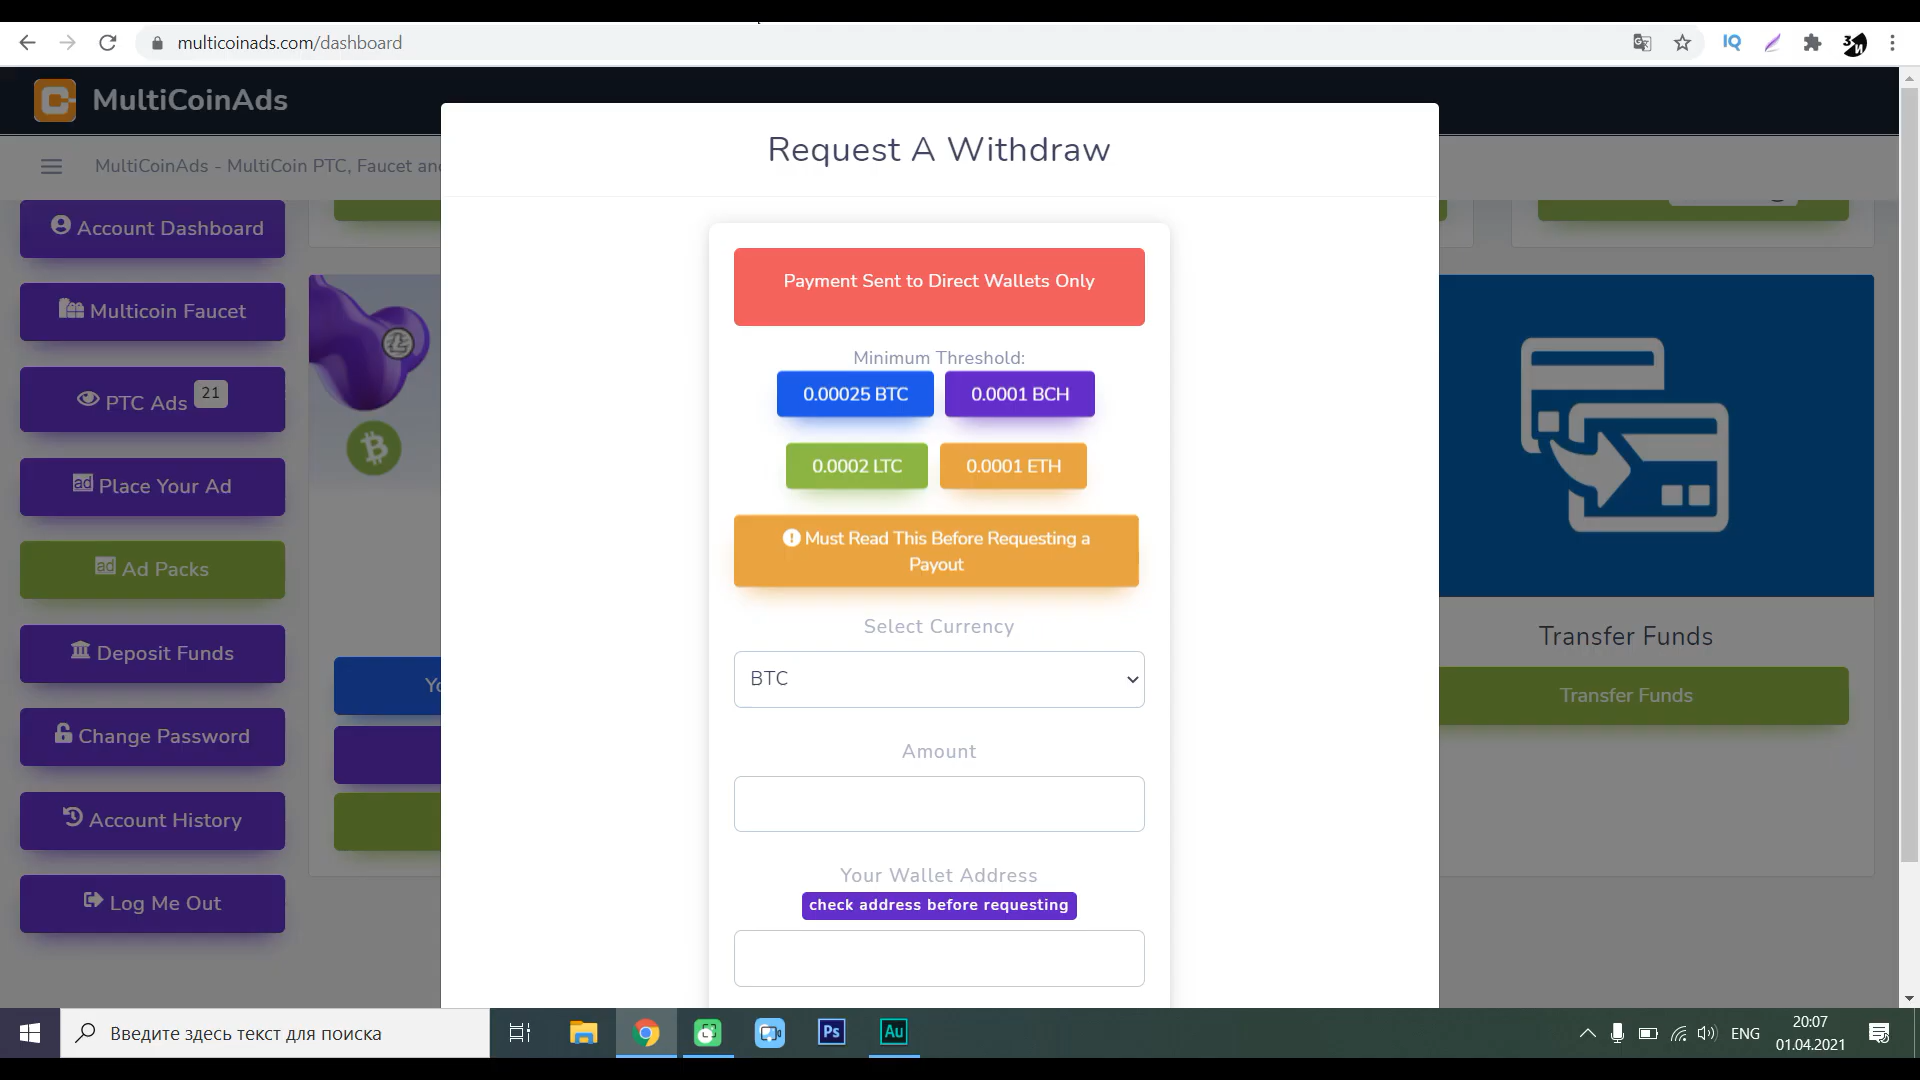 multicoinads.com/dashboard
IQ
MultiCoinAds
MultiCoinAds - MultiCoin PTC, Faucet and
Account Dashboard
Multicoin Faucet
PTC Ads 21
Place Your Ad
Ad Packs
Deposit Funds
Change Password
Account History
Log Me Out
Request A Withdraw
Payment Sent to Direct Wallets Only
Minimum Threshold:
0.00025 BTC 0.0001 BCH
0.0002 LTC 0.0001 ETH
Must Read This Before Requesting a
Payout
Select Currency
BTC
Amount
Your Wallet Address
check address before requesting
Transfer Funds
Transfer Funds
Введите здесь текст для поиска
Ps
Au
ENG
20:07
01.04.2021